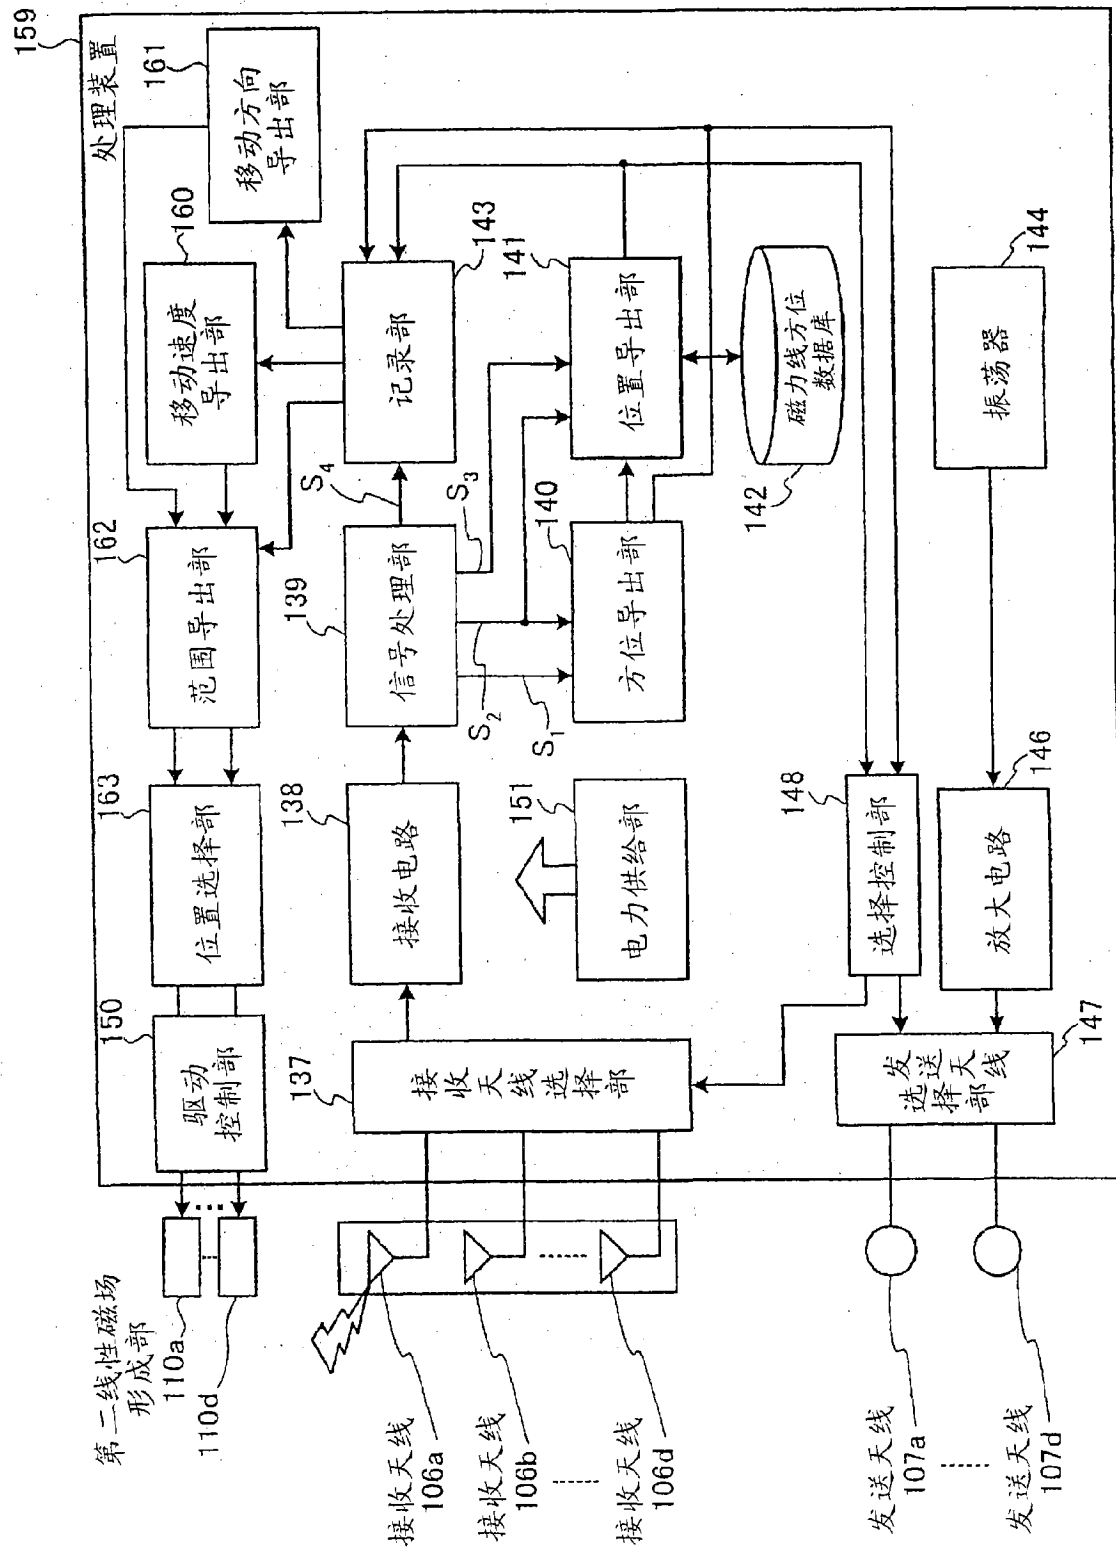 159
处理装置
第二线性磁场
形成部
110a
110d
150
驱动
控制部
163
位置选择部
162
范围导出部
160
移动速度
导出部
161
移动方向
导出部
接收天线
106a
接收天线
106b
接收天线
106d
137
接收天线选择部
138
接收电路
139
信号处理部
S4
143
记录部
S3
S2
S1
140
方位导出部
141
位置导出部
142
磁力线方位
数据库
151
电力供给部
148
选择控制部
发送天线
107a
发送天线
107d
147
发送天线
选择部
146
放大电路
144
振荡器